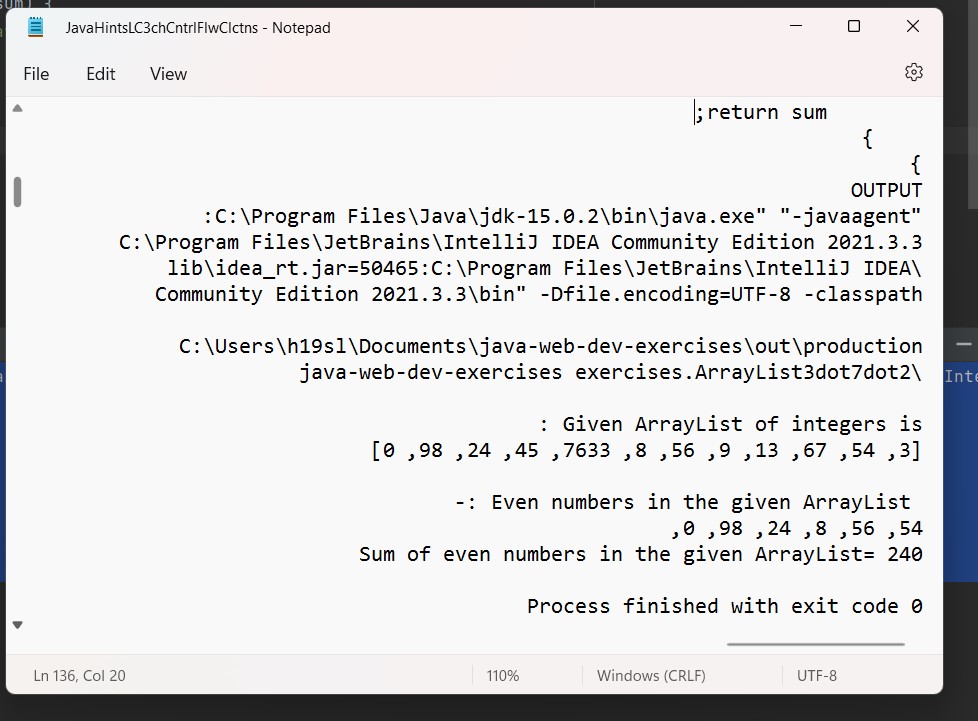 sum) {
JavaHintsLC3chCntrlFlwClctns - Notepad
File Edit View
;return sum
{
{
OUTPUT
:C:\Program Files\Java\jdk-15.0.2\bin\java.exe" "-javaagent"
C:\Program Files\JetBrains\IntelliJ IDEA Community Edition 2021.3.3
lib\idea_rt.jar=50465:C:\Program Files\JetBrains\IntelliJ IDEA\
Community Edition 2021.3.3\bin" -Dfile.encoding=UTF-8 -classpath
C:\Users\h19sl\Documents\java-web-dev-exercises\out\production
java-web-dev-exercises exercises.ArrayList3dot7dot2\
: Given ArrayList of integers is
[0 ,98 ,24 ,45 ,7633 ,8 ,56 ,9 ,13 ,67 ,54 ,3]
-: Even numbers in the given ArrayList
,0 ,98 ,24 ,8 ,56 ,54
Sum of even numbers in the given ArrayList= 240
Process finished with exit code 0
Inte
Ln 136, Col 20 110% Windows (CRLF) UTF-8